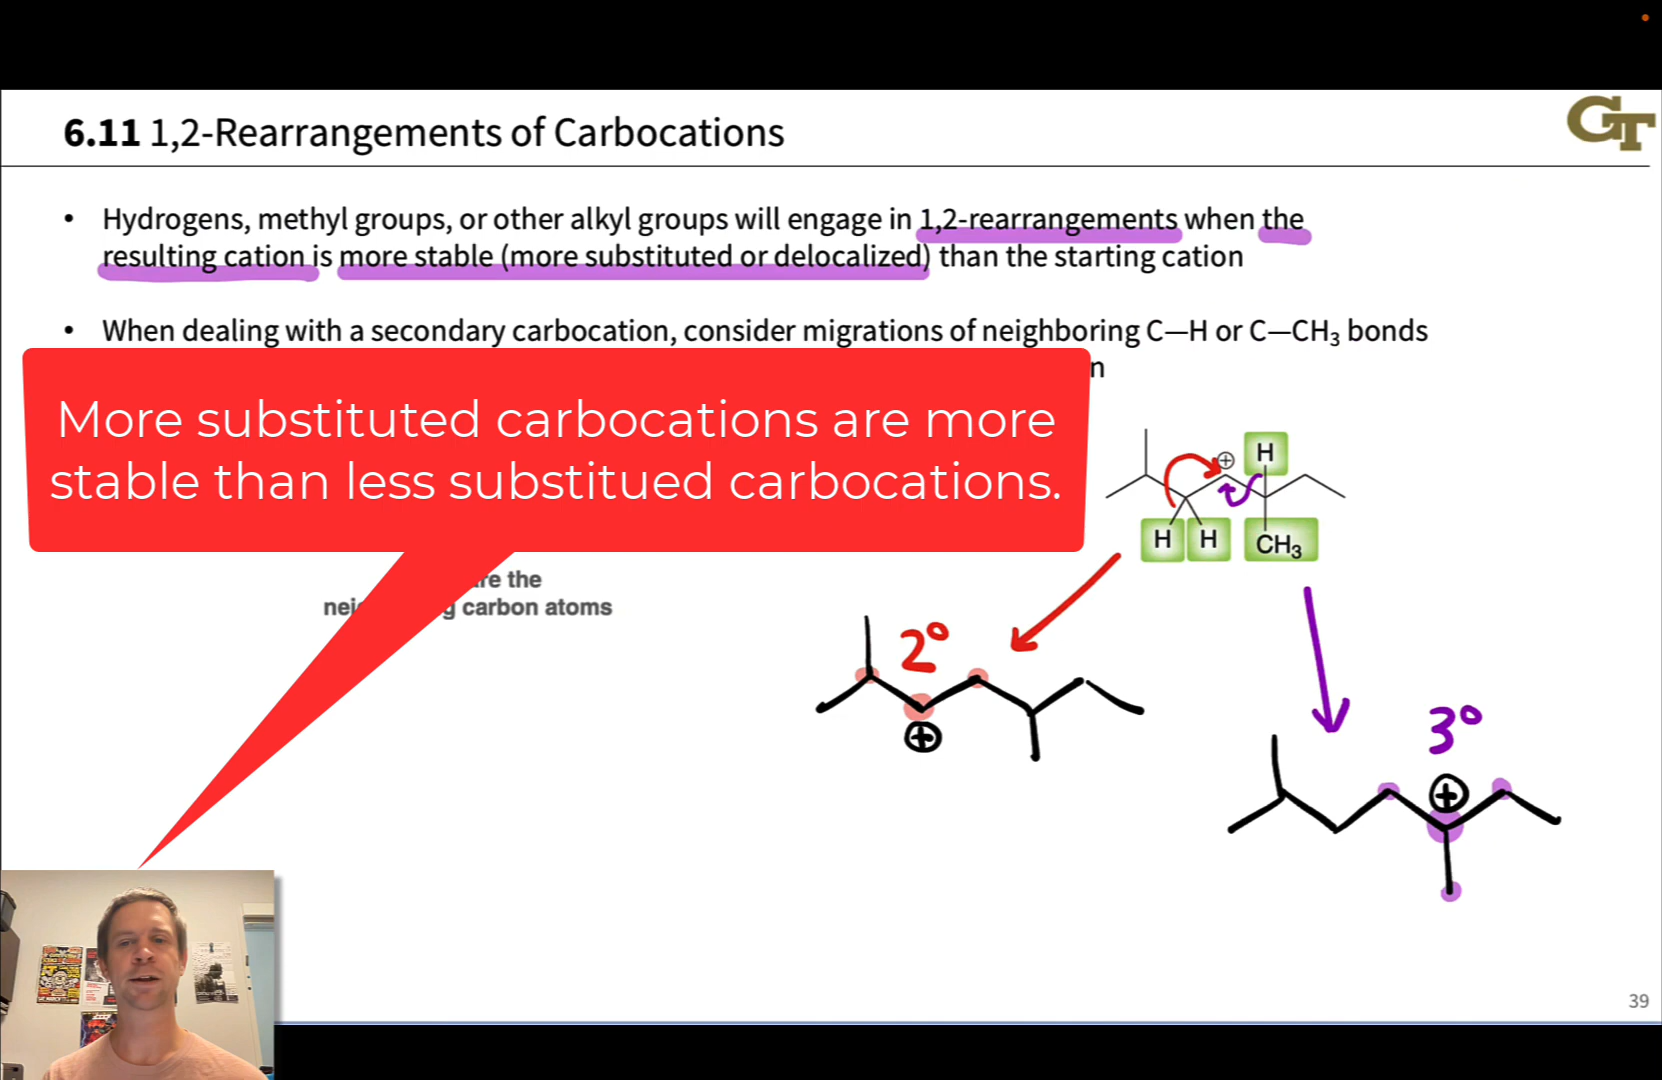 6.11 1,2-Rearrangements of Carbocations
GT
• Hydrogens, methyl groups, or other alkyl groups will engage in 1,2-rearrangements when the
resulting cation is more stable (more substituted or delocalized) than the starting cation
• When dealing with a secondary carbocation, consider migrations of neighboring C—H or C—CH₃ bonds
n
More substituted carbocations are more
stable than less substitued carbocations.
⊕
H
H H CH₃
re the
carbon atoms
2°
⊕
3°
⊕
39